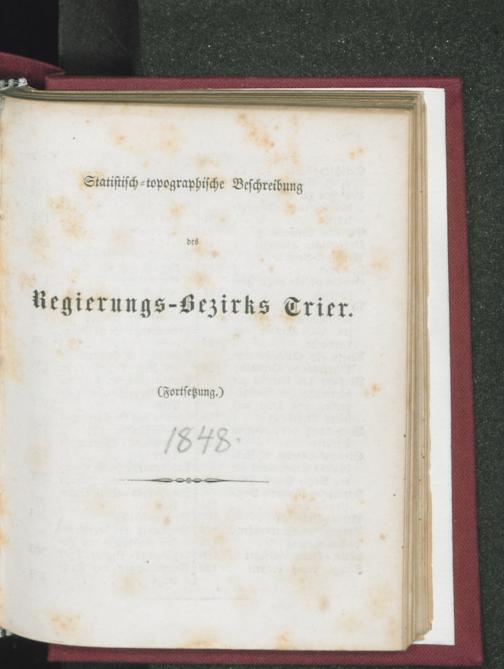 Statistisch-topographische Beschreibung
des
Regierungs-Bezirks Trier.
(Fortsetzung.)
1848.